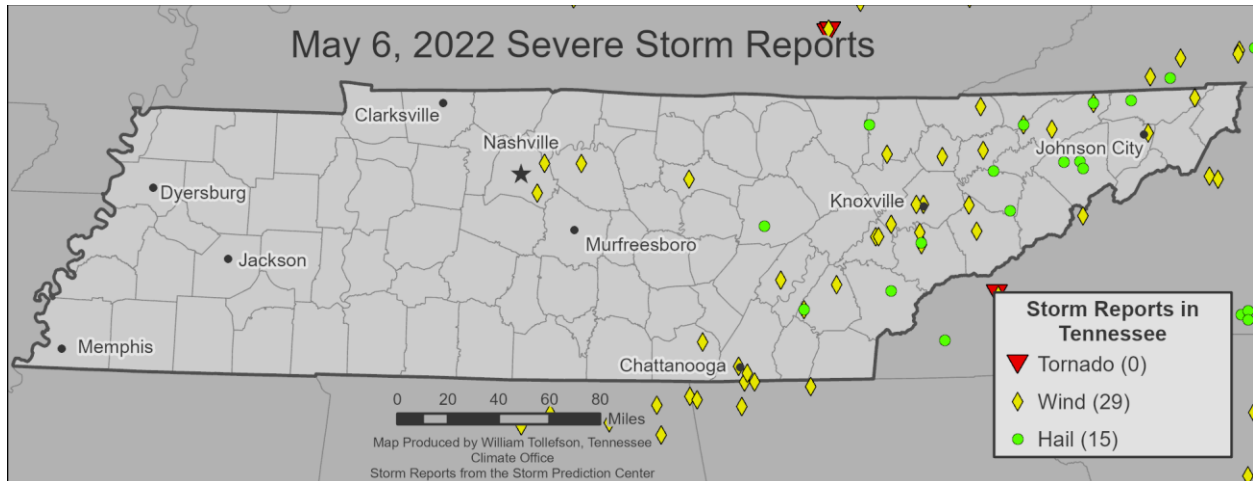 May 6, 2022 Severe Storm Reports
Clarksville
Nashville
Johnson City
Dyersburg
Knoxville
Murfreesboro
Jackson
Storm Reports in
Tennessee
Memphis
Chattanooga
Tornado (0)
0 20 40 60 80
Miles
Wind (29)
Map Produced by William Tollefson, Tennessee
Climate Office
Storm Reports from the Storm Prediction Center
Hail (15)